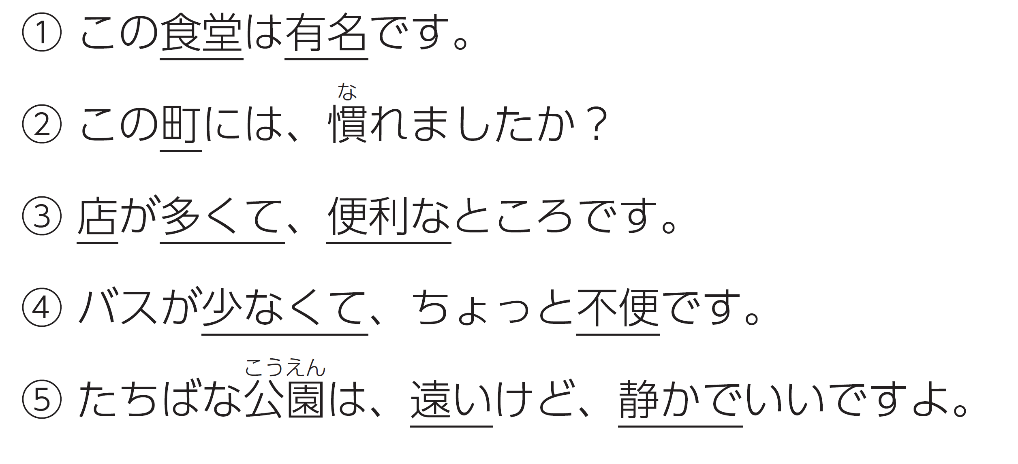 ① この食堂は有名です。
な
② この町には、慣れましたか？
③ 店が多くて、便利なところです。
④ バスが少なくて、ちょっと不便です。
こうえん
⑤ たちばな公園は、遠いけど、静かでいいですよ。